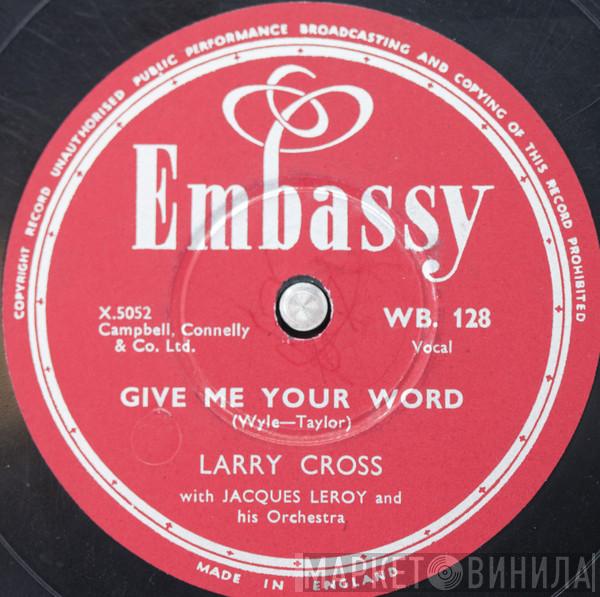 COPYRIGHT RECORD UNAUTHORISED PUBLIC PERFORMANCE BROADCASTING AND COPYING OF THIS RECORD PROHIBITED
Embassy
X.5052
Campbell, Connelly
& Co. Ltd.
WB. 128
Vocal
GIVE ME YOUR WORD
(Wyle—Taylor)
LARRY CROSS
with JACQUES LEROY and
his Orchestra
MADE IN ENGLAND
МАРКЕТ ВИНИЛА